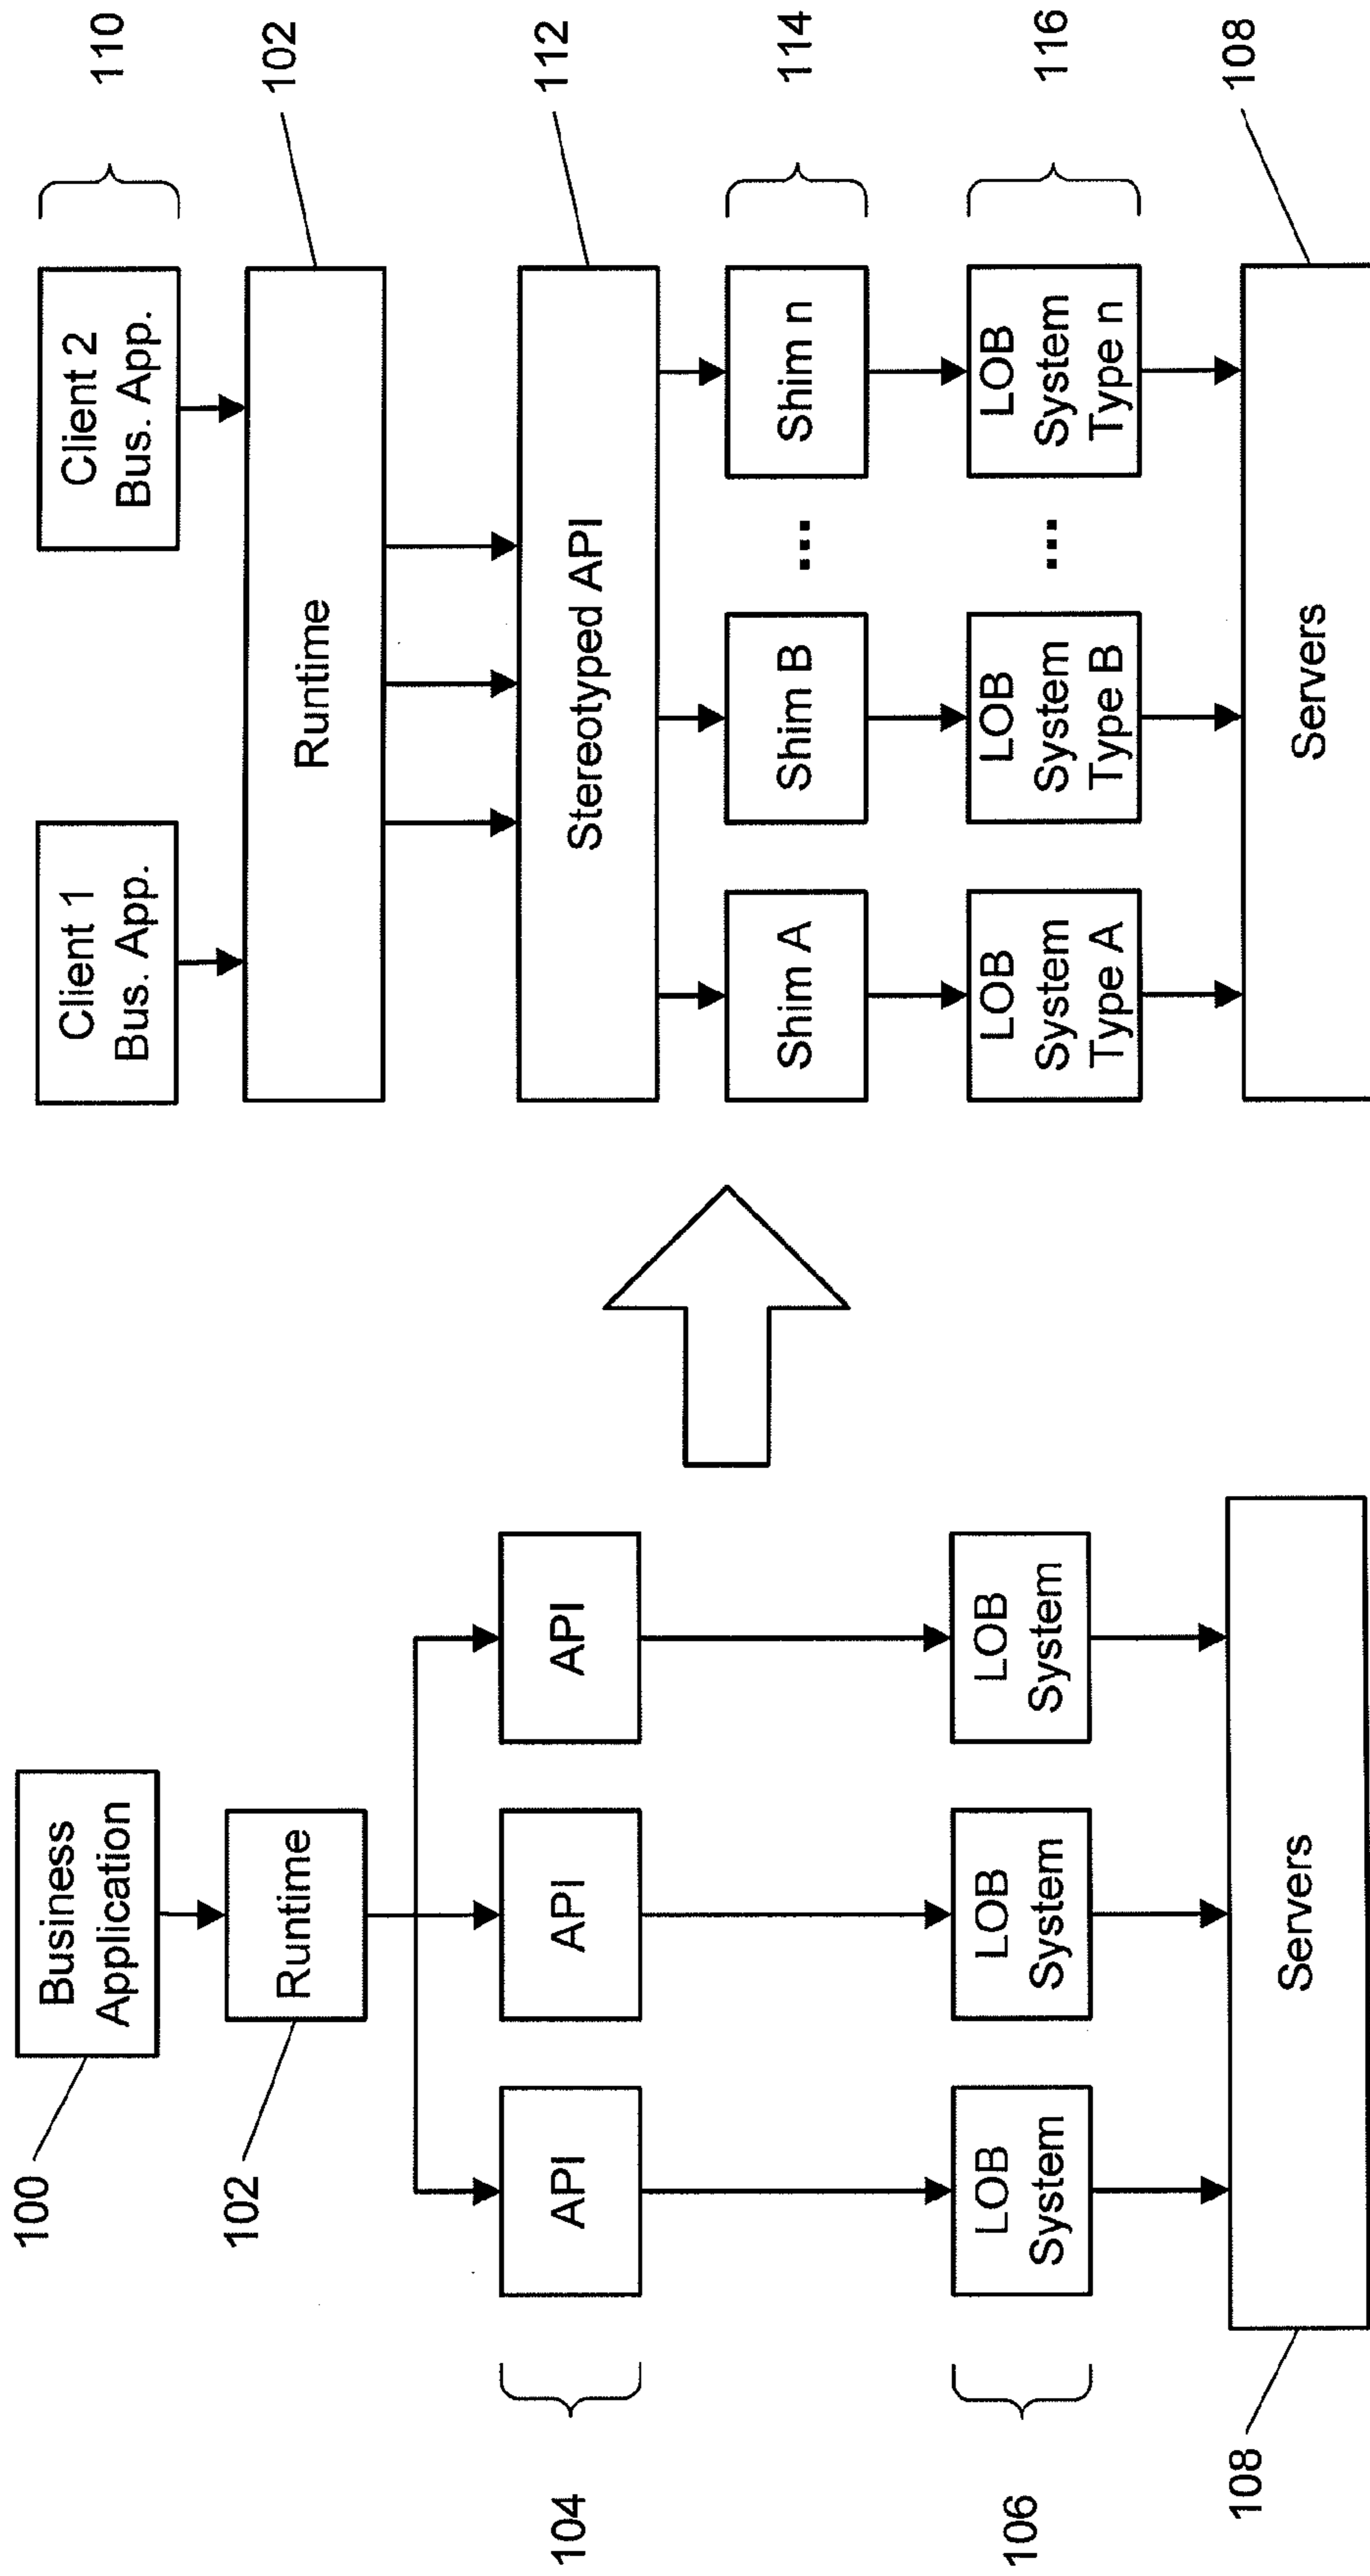 100
Business
Application
102
Runtime
104
API
API
API
106
LOB
System
LOB
System
LOB
System
108
Servers
Client 1
Bus. App.
Client 2
Bus. App.
110
Runtime
102
Stereotyped API
112
Shim A
Shim B
...
Shim n
114
LOB
System
Type A
LOB
System
Type B
...
LOB
System
Type n
116
Servers
108